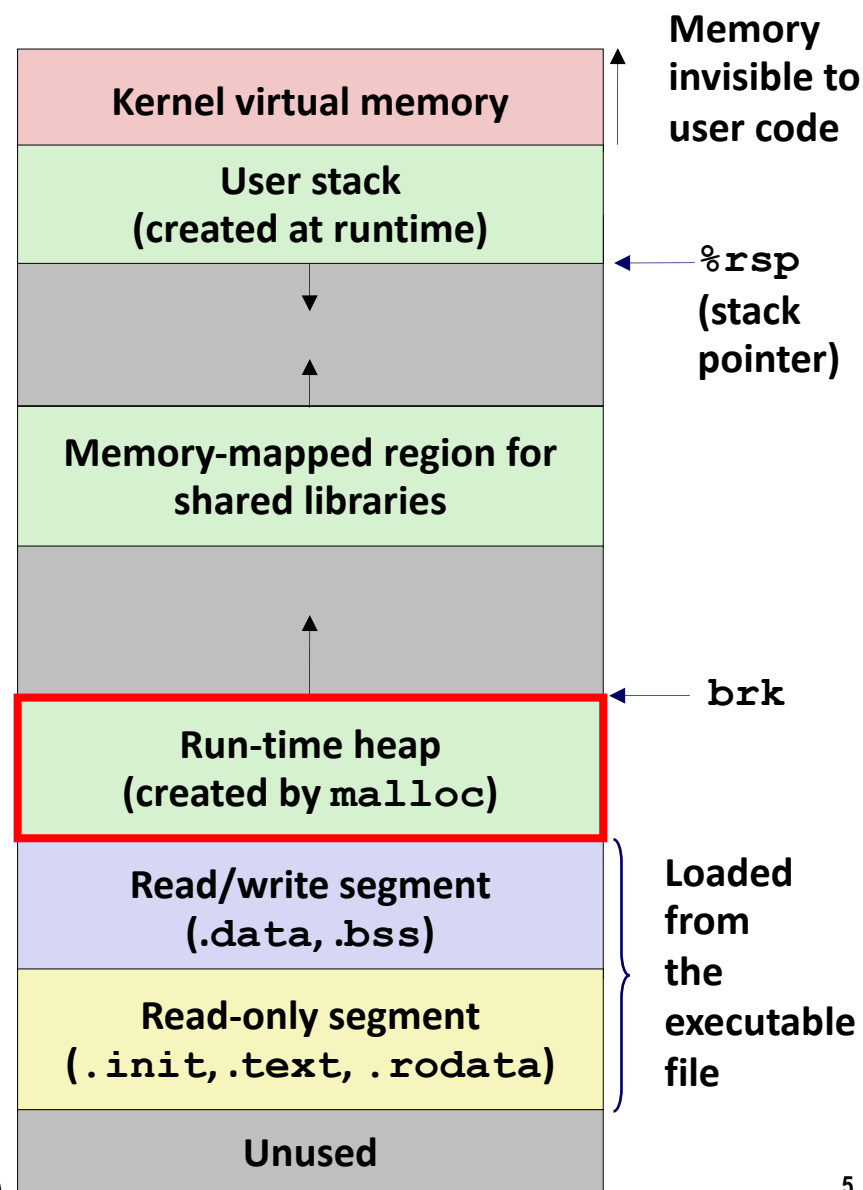 Memory
invisible to
user code
Kernel virtual memory
User stack
(created at runtime)
%rsp
(stack
pointer)
Memory-mapped region for
shared libraries
brk
Run-time heap
(created by malloc)
Read/write segment
(.data, .bss)
Loaded
from
the
executable
file
Read-only segment
(.init, .text, .rodata)
Unused
5